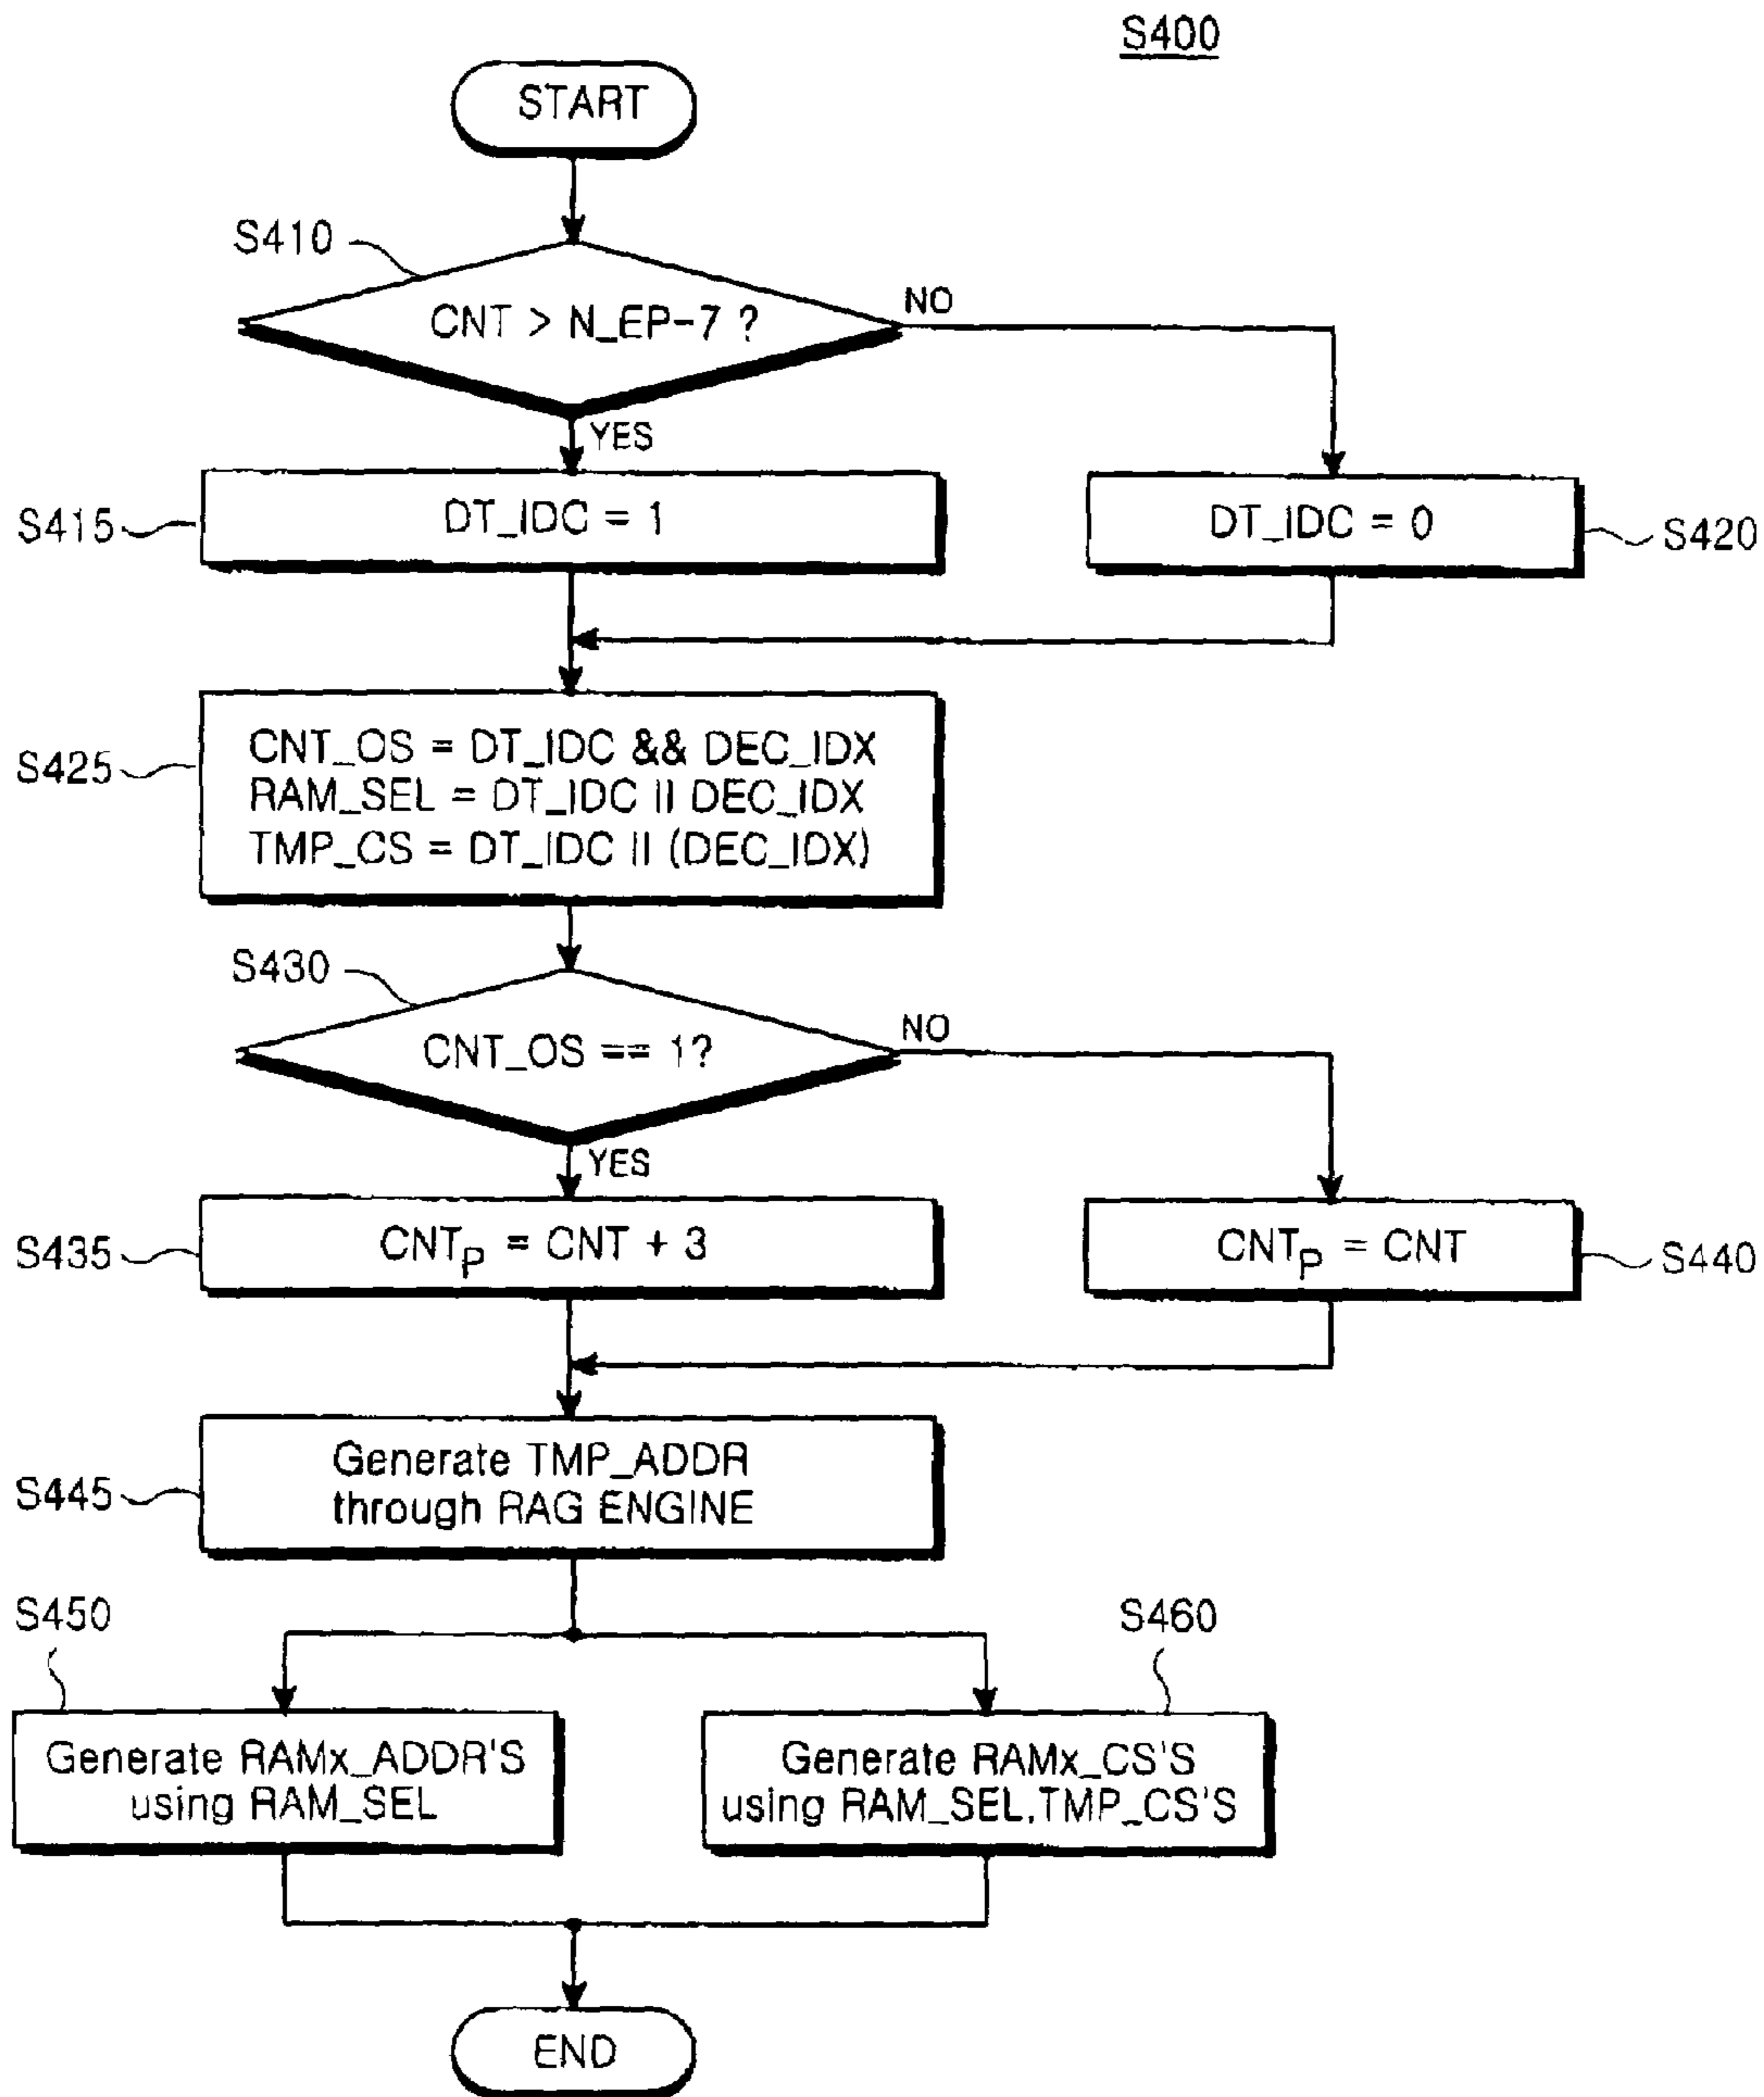 S400
START
S410
CNT > N_EP-7 ?
NO
YES
S415
DT_IDC = 1
DT_IDC = 0
S420
S425
CNT_OS = DT_IDC && DEC_IDX
RAM_SEL = DT_IDC || DEC_IDX
TMP_CS = DT_IDC || (DEC_IDX)
S430
CNT_OS == 1?
NO
YES
S435
CNTP = CNT + 3
CNTP = CNT
S440
S445
Generate TMP_ADDR
through RAG ENGINE
S450
S460
Generate RAMx_ADDR'S
using RAM_SEL
Generate RAMx_CS'S
using RAM_SEL,TMP_CS'S
END